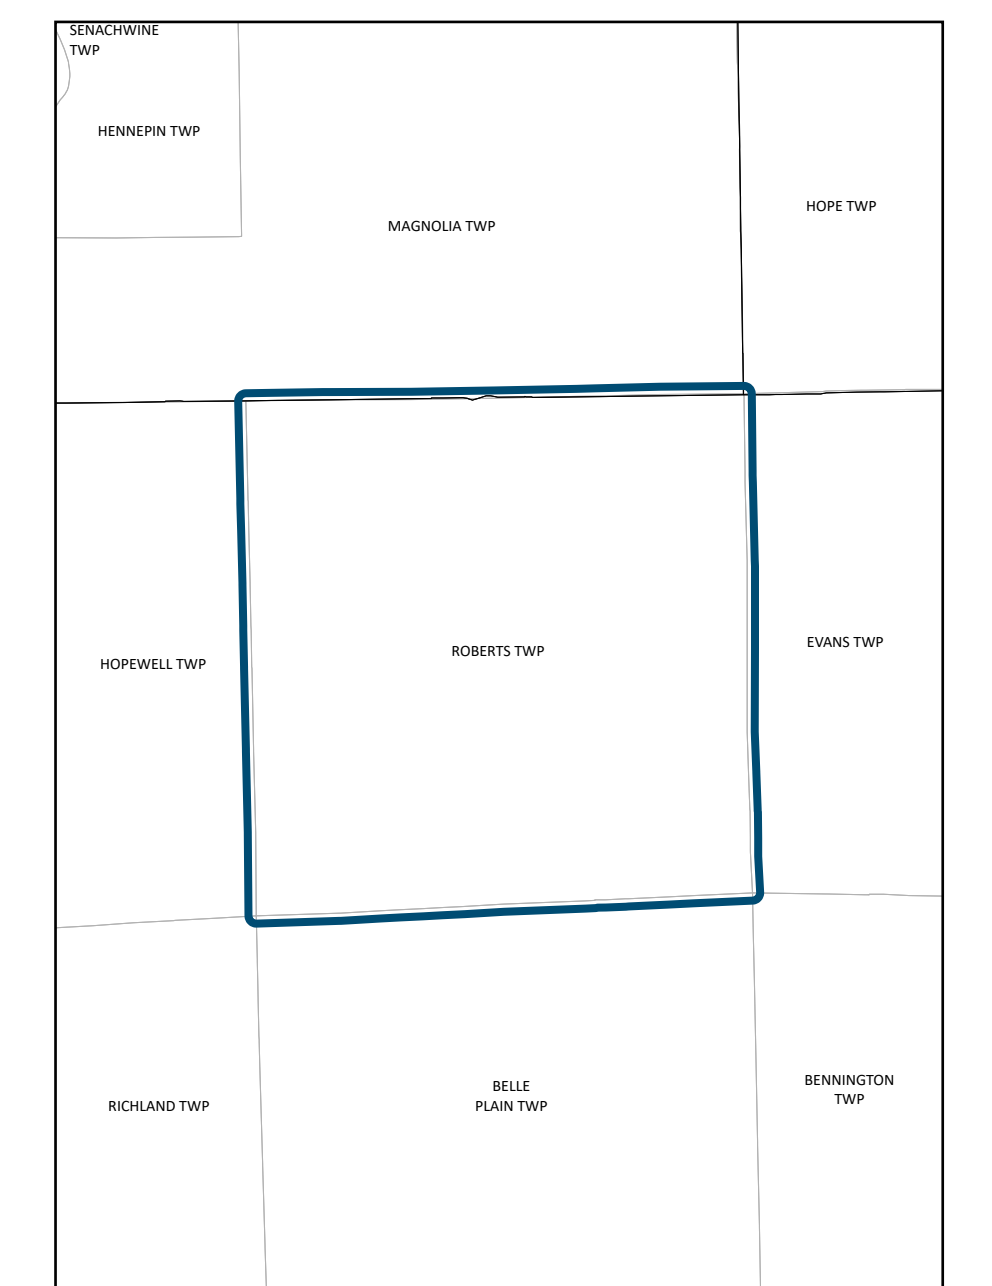 SENACHWINE
TWP
HENNEPIN TWP
HOPE TWP
MAGNOLIA TWP
EVANS TWP
ROBERTS TWP
HOPEWELL TWP
BENNINGTON
TWP
BELLE
PLAIN TWP
RICHLAND TWP